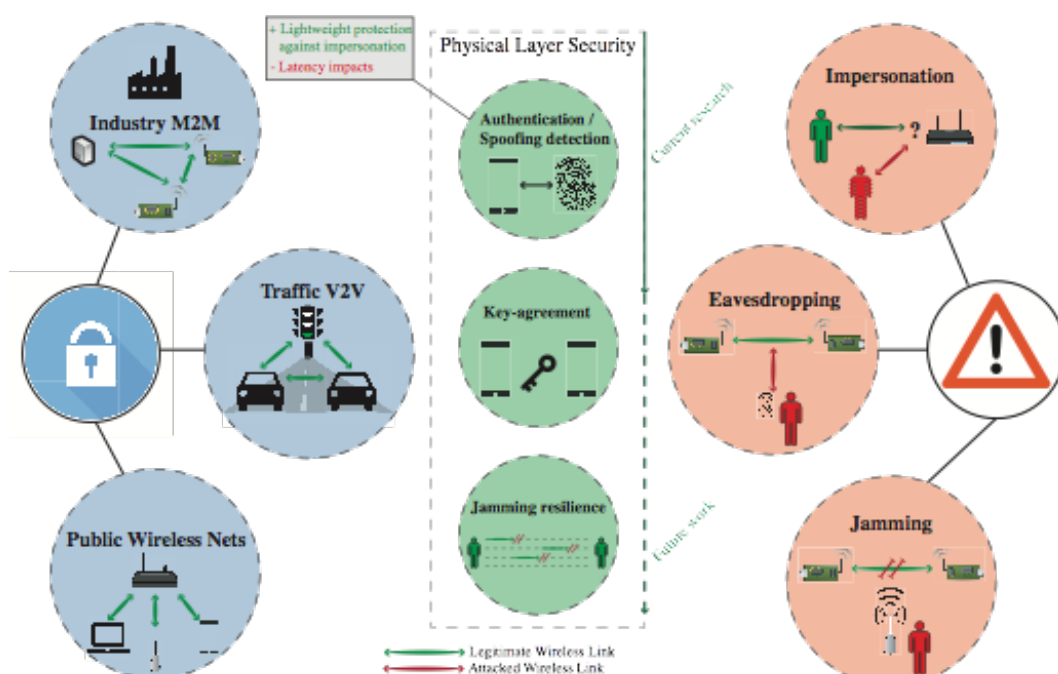 + Lightweight protection
against impersonation
- Latency impacts
Physical Layer Security
Industry M2M
Authentication /
Spoofing detection
Current research
Impersonation
?
Traffic V2V
Key-agreement
Eavesdropping
Public Wireless Nets
Jamming resilience
Future work
Jamming
Legitimate Wireless Link
Attacked Wireless Link